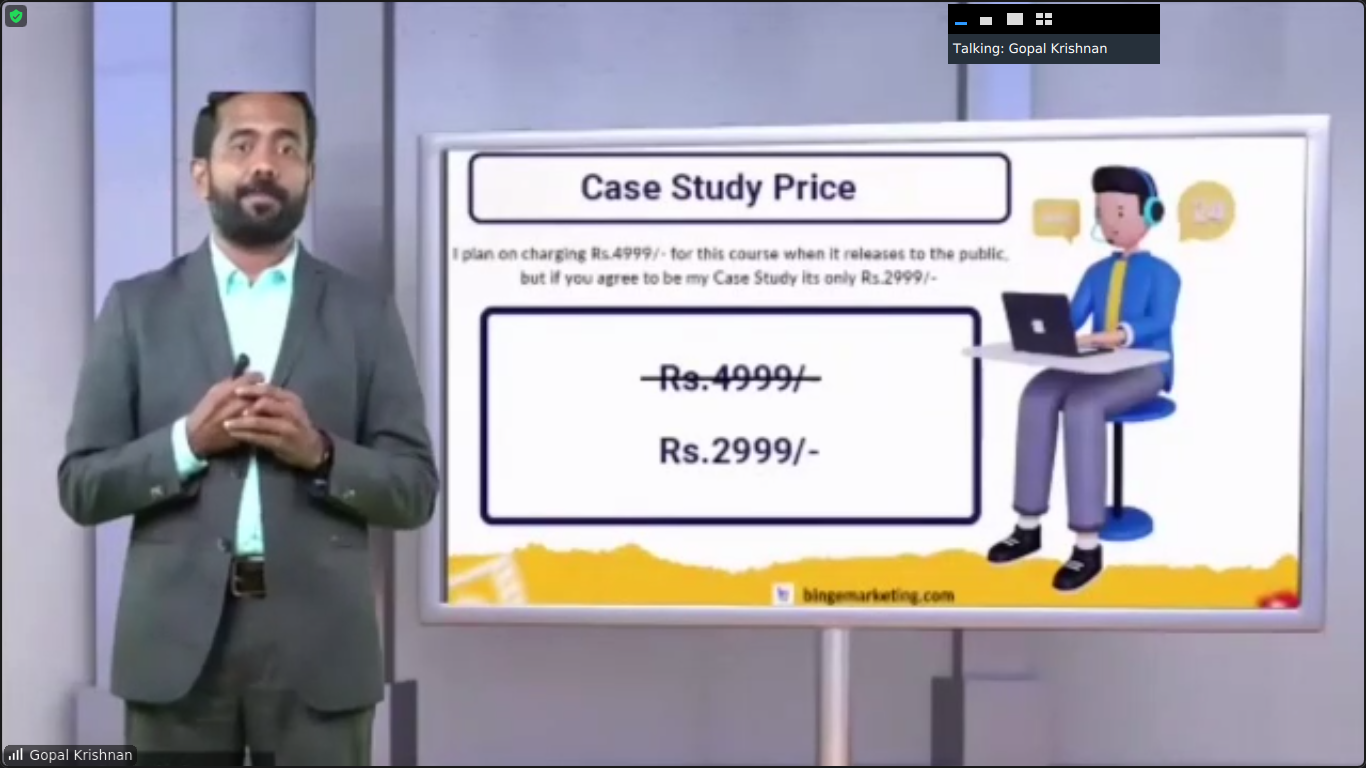 Talking: Gopal Krishnan
Case Study Price
I plan on charging Rs.4999/- for this course when it releases to the public,
but if you agree to be my Case Study its only Rs.2999/-
Rs.4999/-
Rs.2999/-
bingemarketing.com
Gopal Krishnan